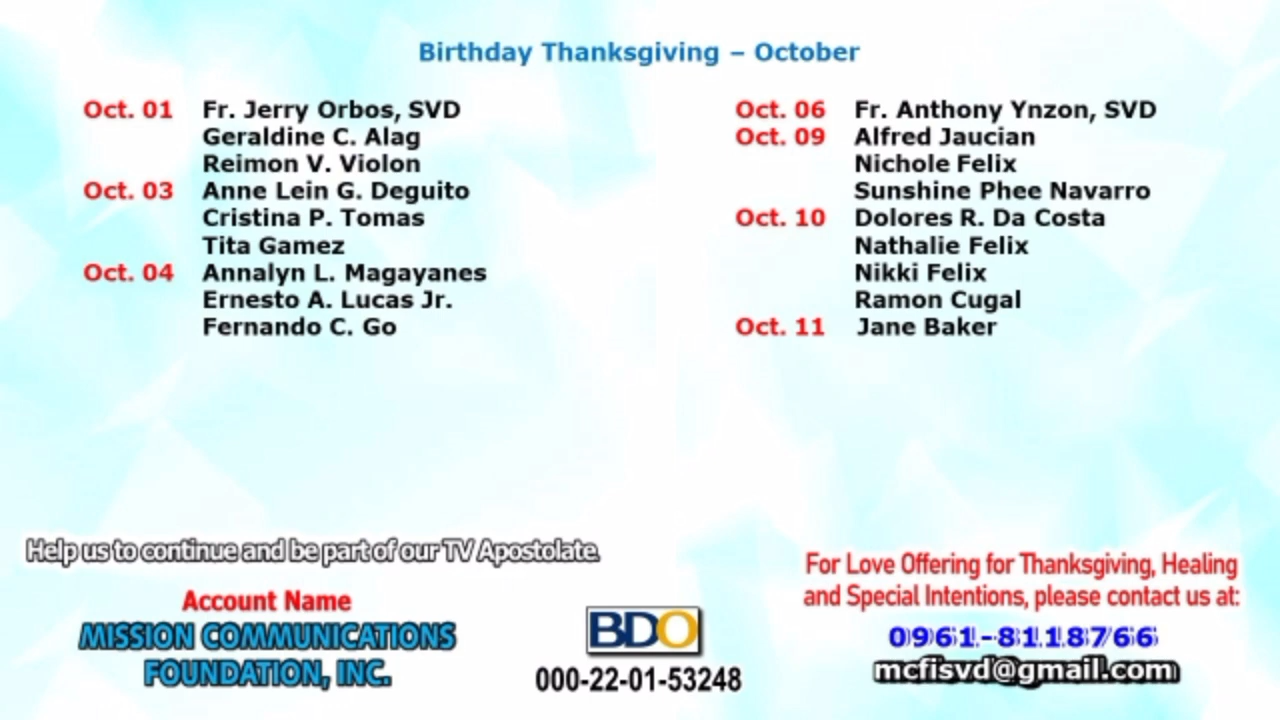 Birthday Thanksgiving – October
Oct. 01 Fr. Jerry Orbos, SVD
Geraldine C. Alag
Reimon V. Violon
Oct. 03 Anne Lein G. Deguito
Cristina P. Tomas
Tita Gamez
Oct. 04 Annalyn L. Magayanes
Ernesto A. Lucas Jr.
Fernando C. Go
Oct. 06 Fr. Anthony Ynzon, SVD
Oct. 09 Alfred Jaucian
Nichole Felix
Sunshine Phee Navarro
Oct. 10 Dolores R. Da Costa
Nathalie Felix
Nikki Felix
Ramon Cugal
Oct. 11 Jane Baker
Help us to continue and be part of our TV Apostolate.
Account Name
MISSION COMMUNICATIONS
FOUNDATION, INC.
BDO
000-22-01-53248
For Love Offering for Thanksgiving, Healing
and Special Intentions, please contact us at:
0961-8118766
mcfisvd@gmail.com